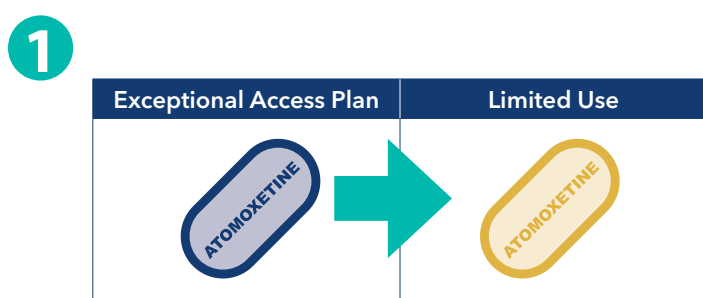 1
Exceptional Access Plan
Limited Use
ATOMOXETINE
ATOMOXETINE